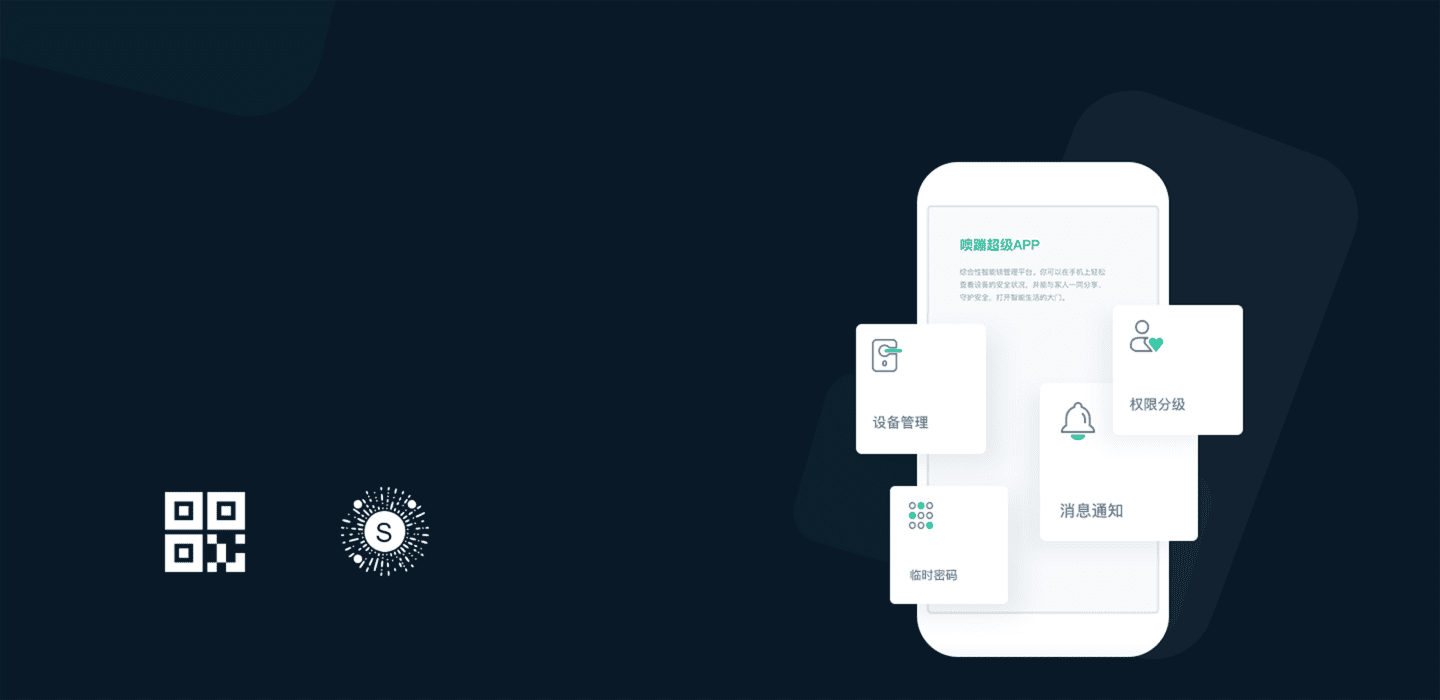 噢蹦超级APP
综合性智能锁管理平台。你可以在手机上轻松
查看设备的安全状况，并能与家人一同分享、
守护安全，打开智能生活的大门。
设备管理
权限分级
消息通知
临时密码
S